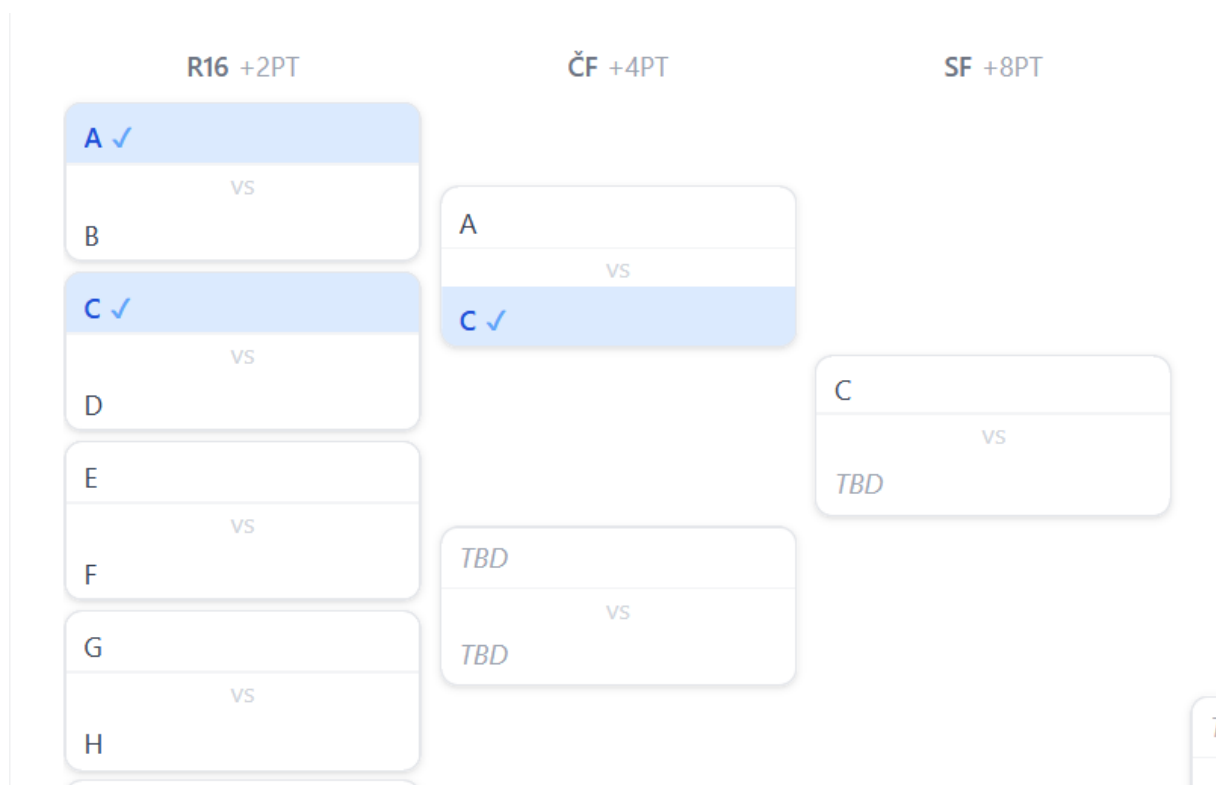 R16 +2PT
A ✓
vs
B
C ✓
vs
D
E
vs
F
G
vs
H
ČF +4PT
A
vs
C ✓
TBD
vs
TBD
SF +8PT
C
vs
TBD